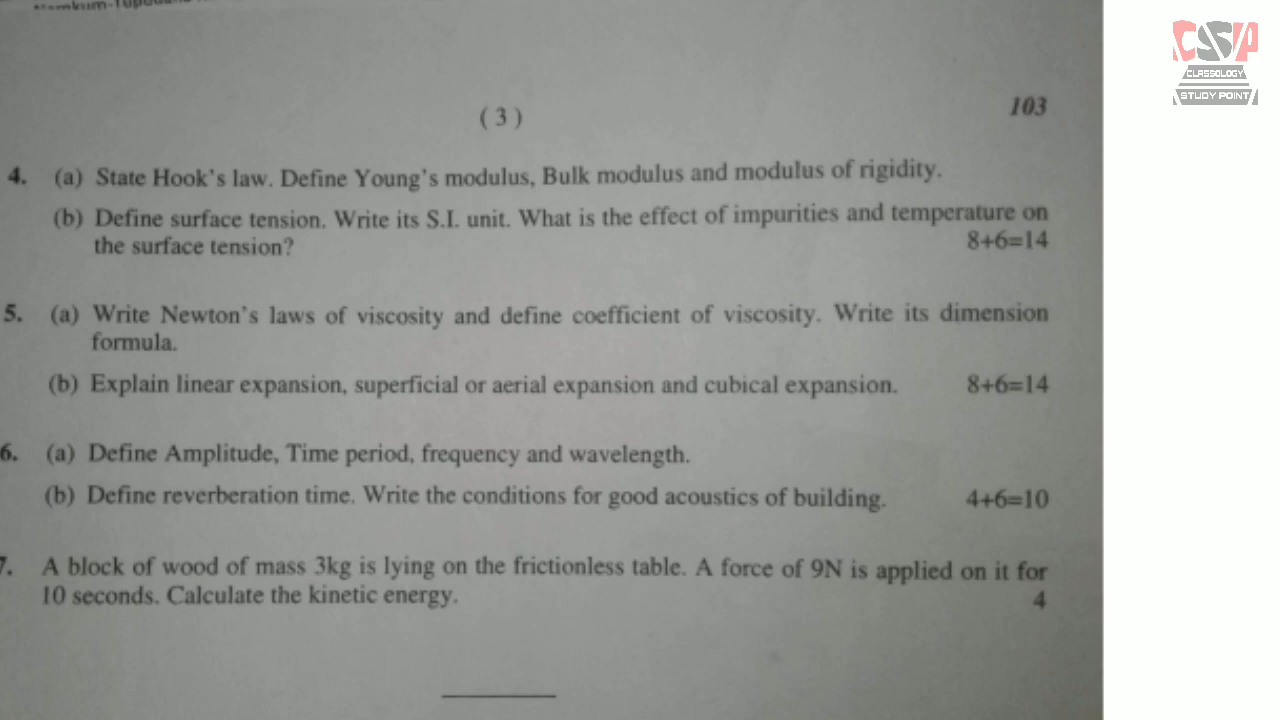 CSP
CLASSOLOGY
STUDY POINT
( 3 )
103
4. (a) State Hook's law. Define Young's modulus, Bulk modulus and modulus of rigidity.
(b) Define surface tension. Write its S.I. unit. What is the effect of impurities and temperature on
the surface tension? 8+6=14
5. (a) Write Newton's laws of viscosity and define coefficient of viscosity. Write its dimension
formula.
(b) Explain linear expansion, superficial or aerial expansion and cubical expansion. 8+6=14
6. (a) Define Amplitude, Time period, frequency and wavelength.
(b) Define reverberation time. Write the conditions for good acoustics of building. 4+6=10
7. A block of wood of mass 3kg is lying on the frictionless table. A force of 9N is applied on it for
10 seconds. Calculate the kinetic energy. 4